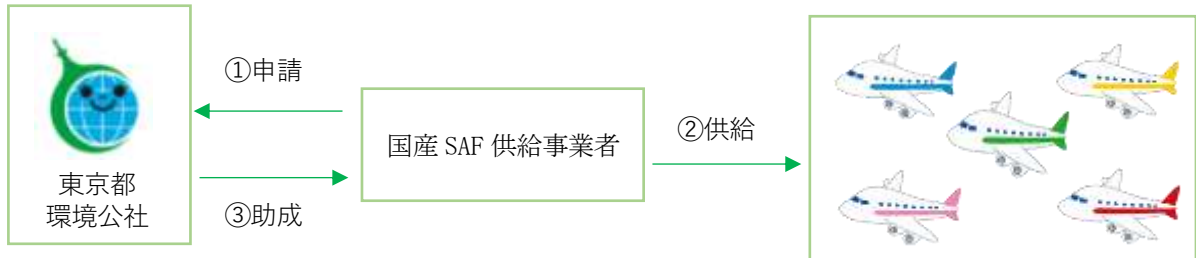 ①申請
国産 SAF 供給事業者
②供給
東京都
環境公社
③助成